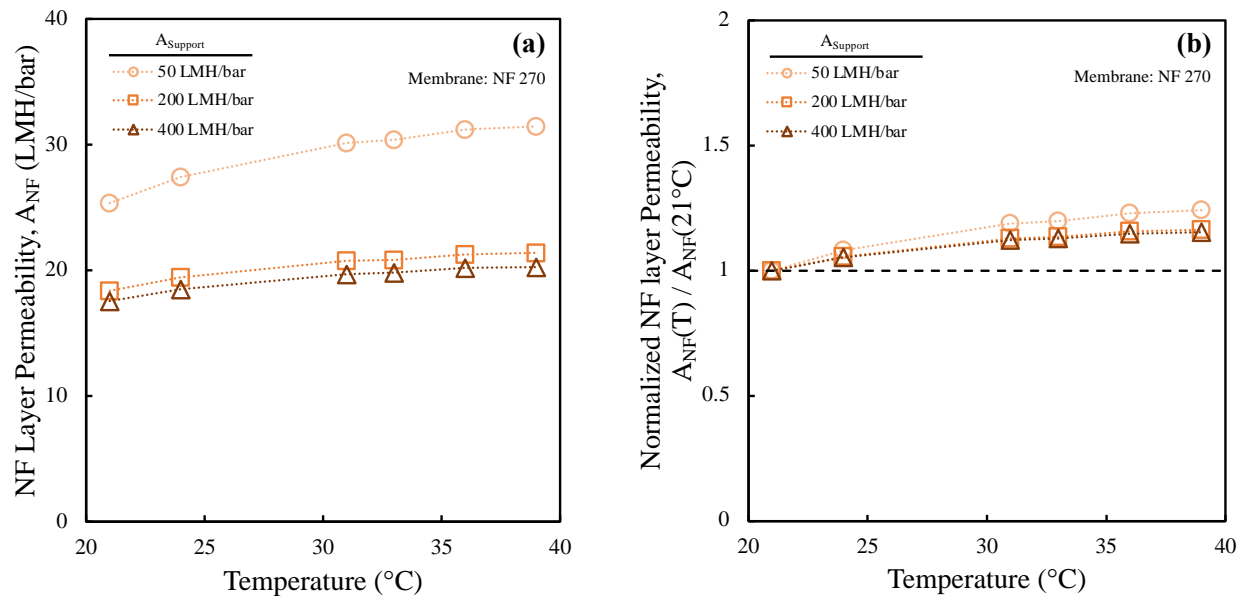 NF Layer Permeability, A_NF (LMH/bar)
40
30
20
10
0
A_Support
50 LMH/bar
200 LMH/bar
400 LMH/bar
(a)
Membrane: NF 270
20 25 30 35 40
Temperature (°C)
Normalized NF layer Permeability,
A_NF(T) / A_NF(21°C)
2
1.5
1
0.5
0
A_Support
50 LMH/bar
200 LMH/bar
400 LMH/bar
(b)
Membrane: NF 270
20 25 30 35 40
Temperature (°C)